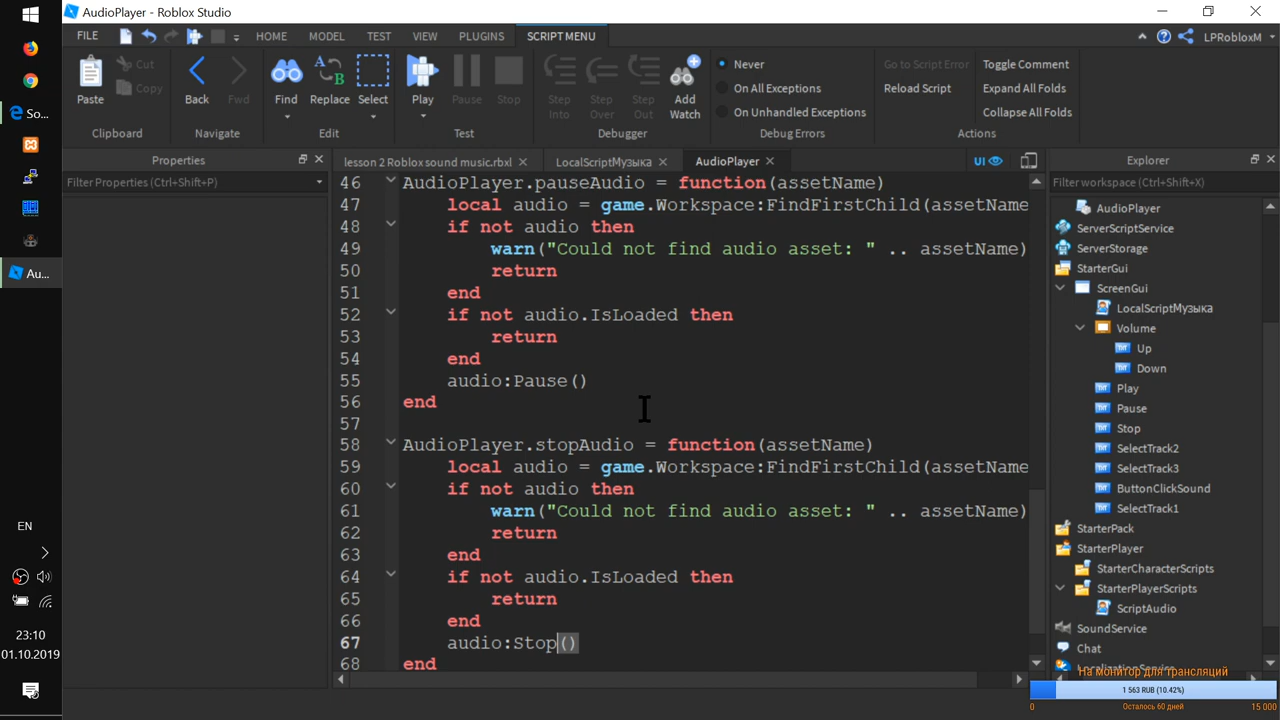 AudioPlayer - Roblox Studio
FILE HOME MODEL TEST VIEW PLUGINS SCRIPT MENU LPRobloxM
Paste Cut Copy
Clipboard
Back Fwd
Navigate
Find Replace Select
Edit
Play Pause Stop
Test
Step Into Step Over Step Out Add Watch
Debugger
Never
On All Exceptions
On Unhandled Exceptions
Debug Errors
Go to Script Error Toggle Comment
Reload Script Expand All Folds
Collapse All Folds
Actions
So...
Au...
EN
23:10
01.10.2019
Properties
Filter Properties (Ctrl+Shift+P)
lesson 2 Roblox sound music.rbxl LocalScriptМузыка AudioPlayer UI
46 AudioPlayer.pauseAudio = function(assetName)
47 local audio = game.Workspace:FindFirstChild(assetName
48 if not audio then
49 warn("Could not find audio asset: " .. assetName)
50 return
51 end
52 if not audio.IsLoaded then
53 return
54 end
55 audio:Pause()
56 end
57
58 AudioPlayer.stopAudio = function(assetName)
59 local audio = game.Workspace:FindFirstChild(assetName
60 if not audio then
61 warn("Could not find audio asset: " .. assetName)
62 return
63 end
64 if not audio.IsLoaded then
65 return
66 end
67 audio:Stop()
68 end
Explorer
Filter workspace (Ctrl+Shift+X)
AudioPlayer
ServerScriptService
ServerStorage
StarterGui
ScreenGui
LocalScriptМузыка
Volume
Up
Down
Play
Pause
Stop
SelectTrack2
SelectTrack3
ButtonClickSound
SelectTrack1
StarterPack
StarterPlayer
StarterCharacterScripts
StarterPlayerScripts
ScriptAudio
SoundService
Chat
LocalizationService
На монитор для трансляций
1 563 RUB (10.42%)
0 Осталось 60 дней 15 000